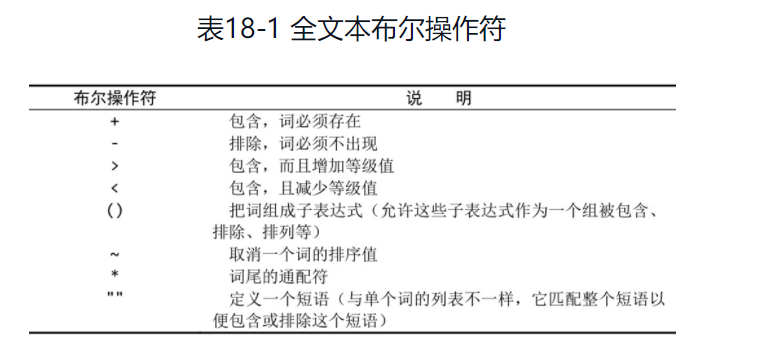 表18-1 全文本布尔操作符
布尔操作符 说 明
+ 包含，词必须存在
- 排除，词必须不出现
> 包含，而且增加等级值
< 包含，且减少等级值
() 把词组成子表达式（允许这些子表达式作为一个组被包含、
排除、排列等）
~ 取消一个词的排序值
* 词尾的通配符
"" 定义一个短语（与单个词的列表不一样，它匹配整个短语以
便包含或排除这个短语）